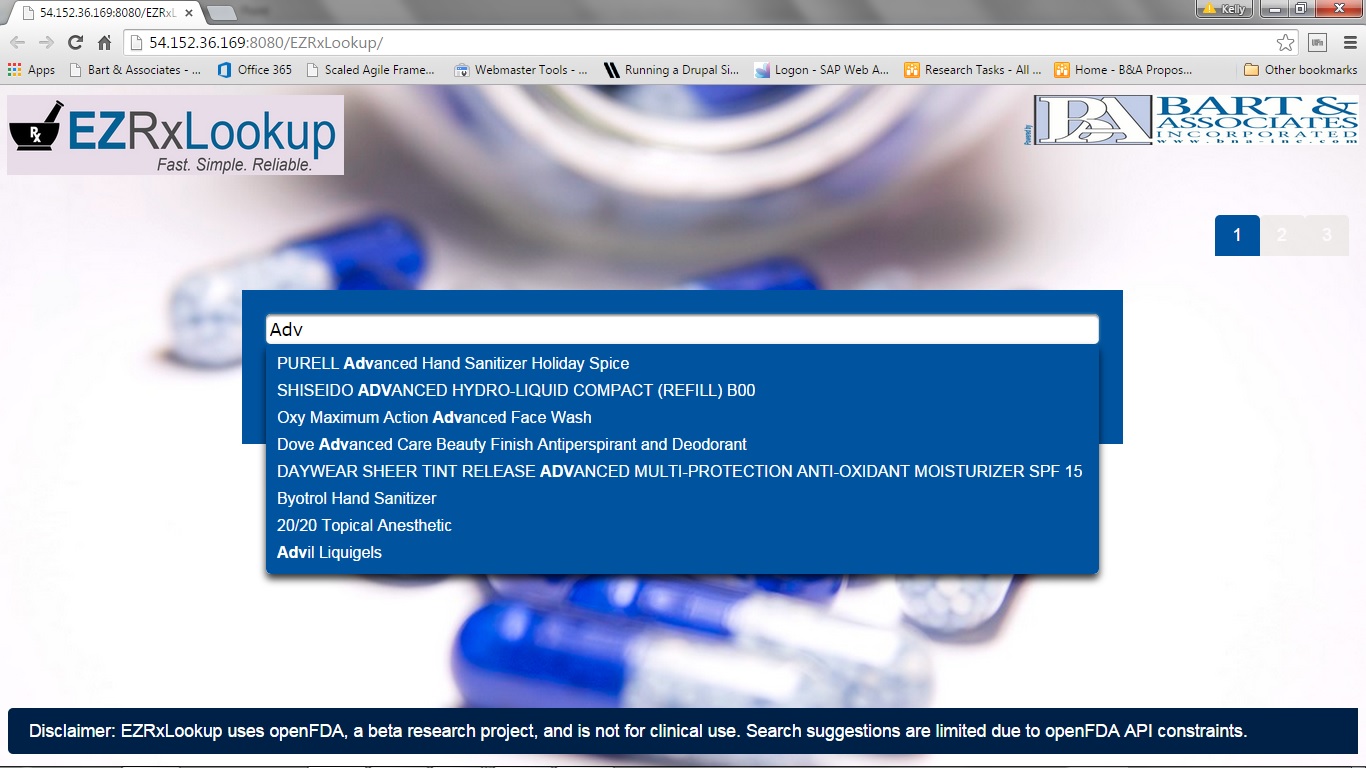 54.152.36.169:8080/EZRxL
Kelly
54.152.36.169:8080/EZRxLookup/
Apps
Bart & Associates - ...
Office 365
Scaled Agile Frame...
Webmaster Tools - ...
Running a Drupal Si...
Logon - SAP Web A...
Research Tasks - All ...
Home - B&A Propos...
Other bookmarks
Rx
EZRxLookup
Fast. Simple. Reliable.
Powered by
BA
BART &
ASSOCIATES
INCORPORATED
www.bna-inc.com
1 2 3
Adv
PURELL Advanced Hand Sanitizer Holiday Spice
SHISEIDO ADVANCED HYDRO-LIQUID COMPACT (REFILL) B00
Oxy Maximum Action Advanced Face Wash
Dove Advanced Care Beauty Finish Antiperspirant and Deodorant
DAYWEAR SHEER TINT RELEASE ADVANCED MULTI-PROTECTION ANTI-OXIDANT MOISTURIZER SPF 15
Byotrol Hand Sanitizer
20/20 Topical Anesthetic
Advil Liquigels
Disclaimer: EZRxLookup uses openFDA, a beta research project, and is not for clinical use. Search suggestions are limited due to openFDA API constraints.